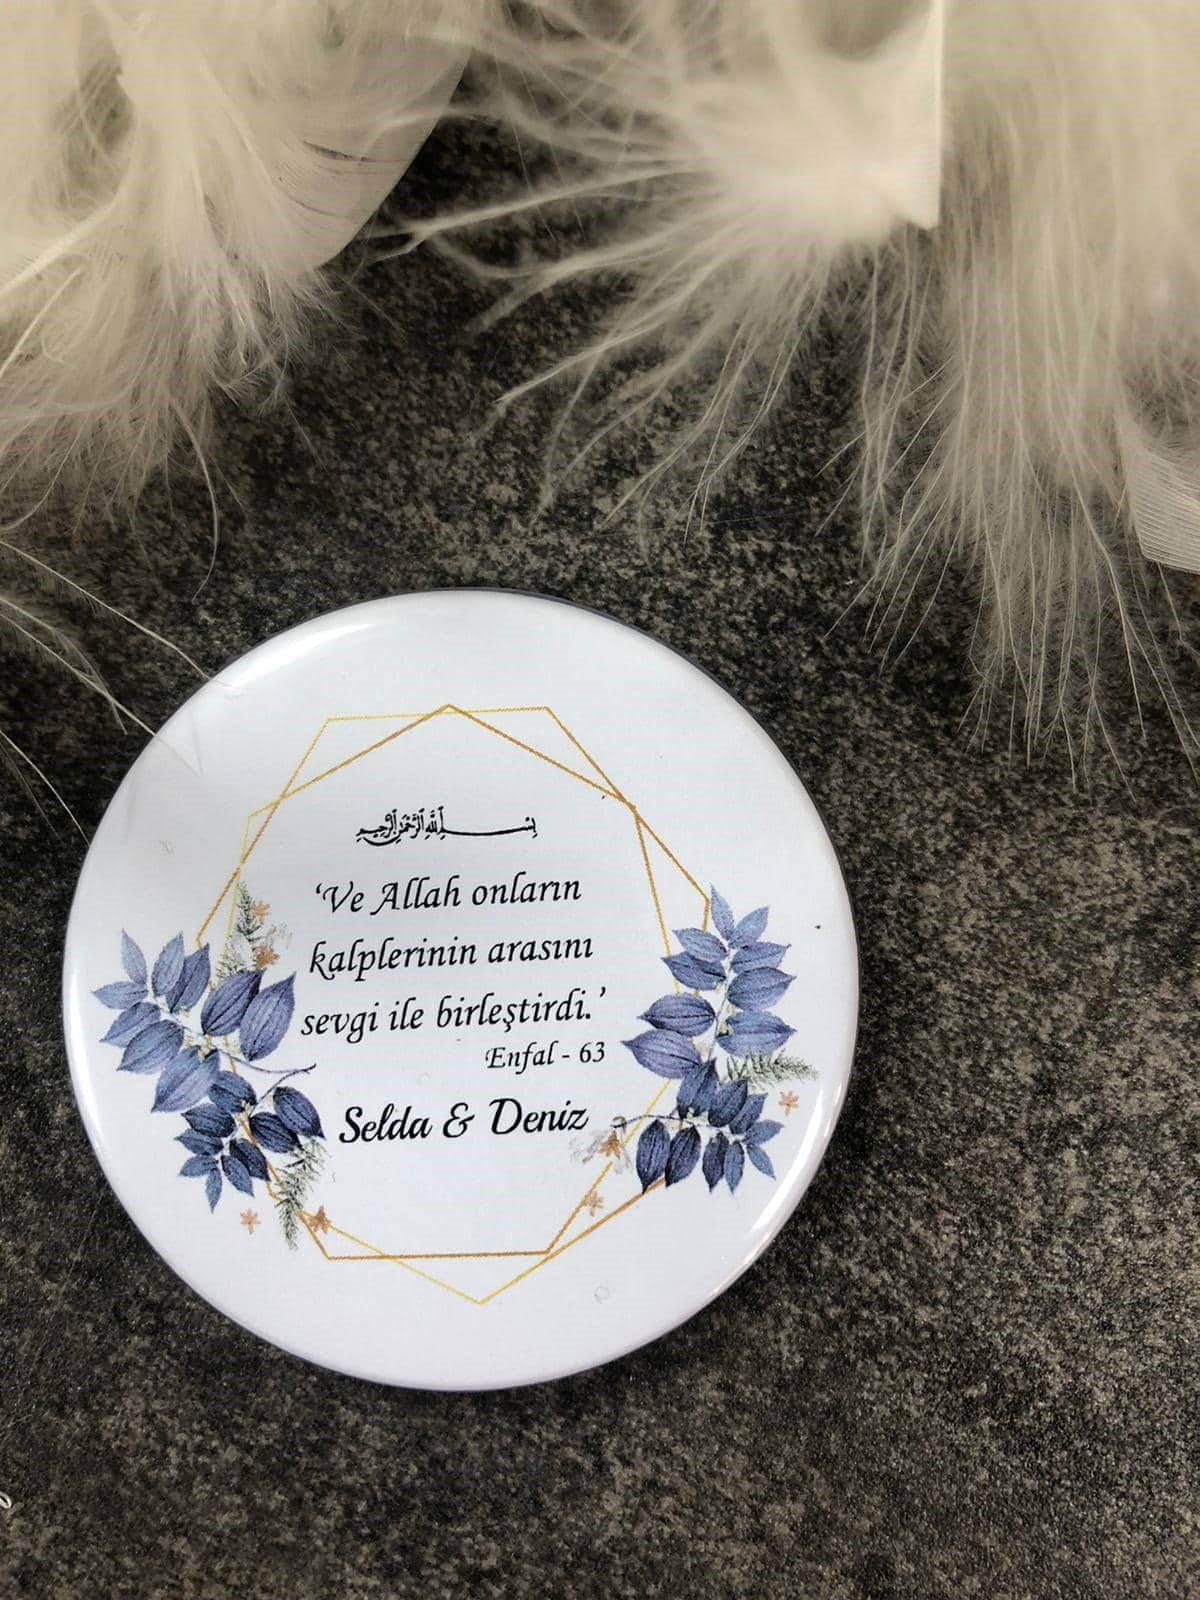 بسم الله الرحمن الرحيم
‘Ve Allah onların
kalplerinin arasını
sevgi ile birleştirdi.’
Enfal - 63
Selda & Deniz